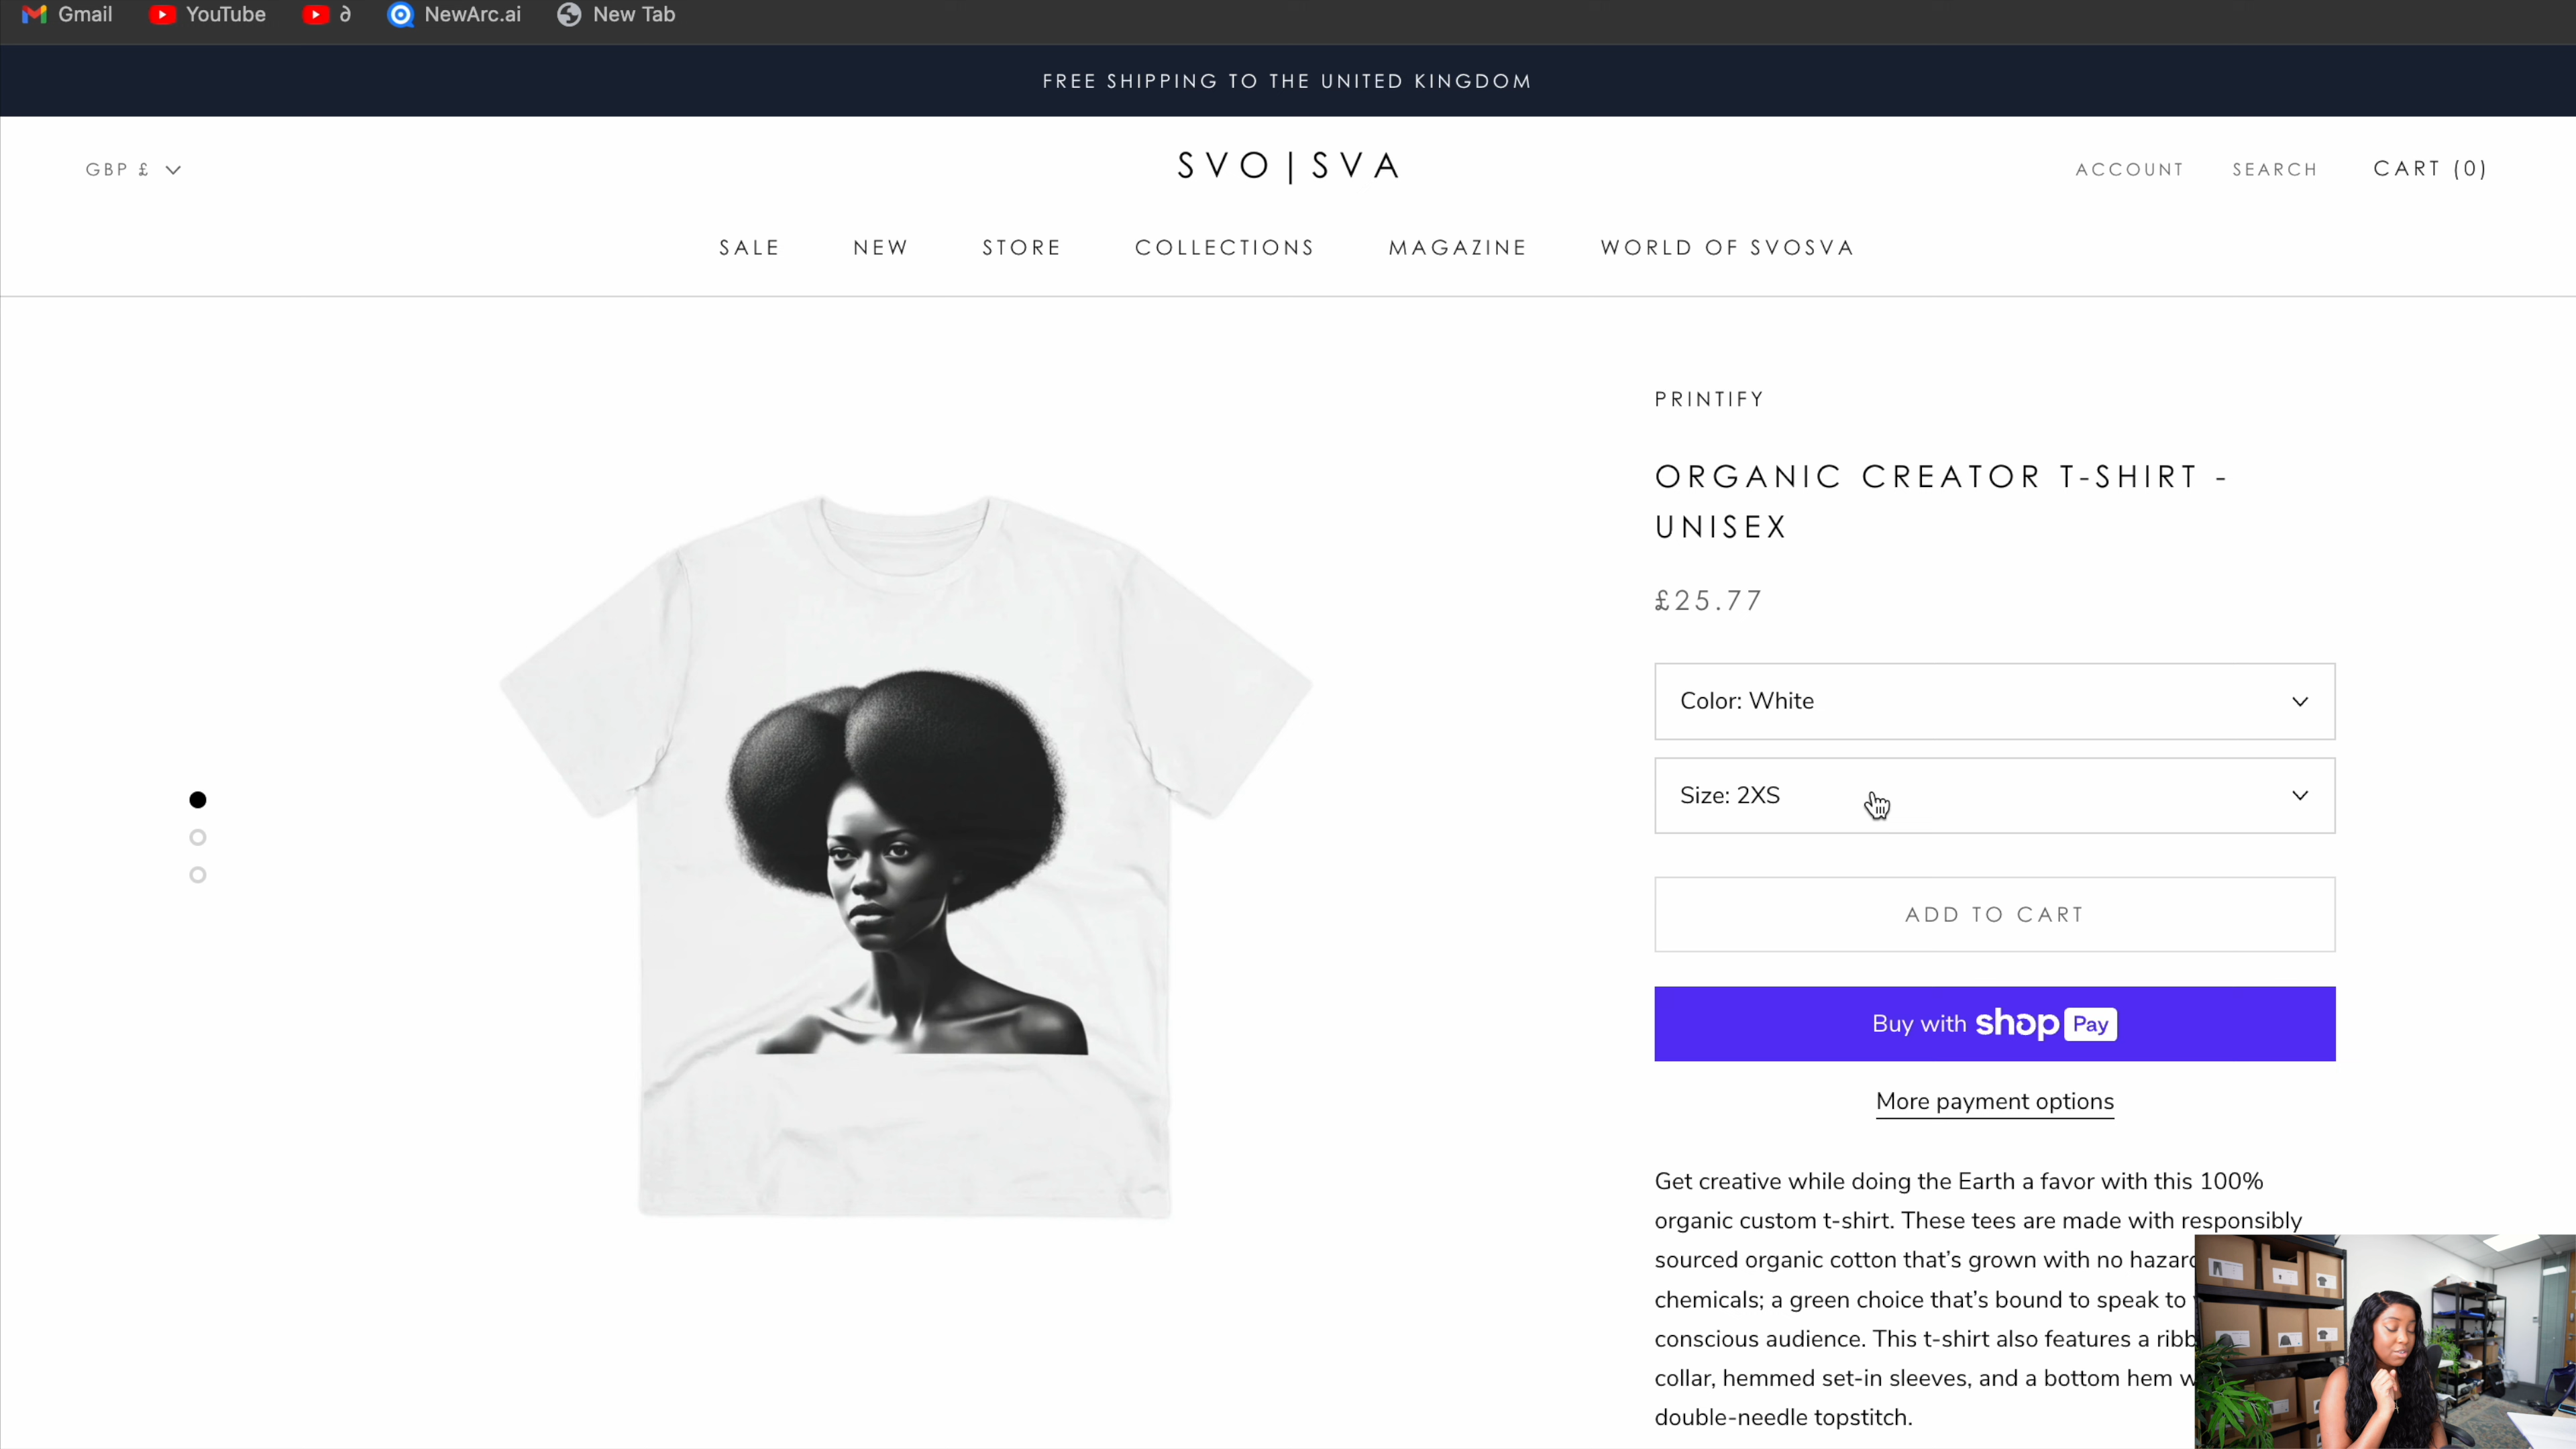 Gmail
YouTube
∂
NewArc.ai
New Tab
FREE SHIPPING TO THE UNITED KINGDOM
GBP £
SVO|SVA
ACCOUNT
SEARCH
CART (0)
SALE
NEW
STORE
COLLECTIONS
MAGAZINE
WORLD OF SVOSVA
PRINTIFY
ORGANIC CREATOR T-SHIRT -
UNISEX
£25.77
Color: White
Size: 2XS
ADD TO CART
Buy with shop Pay
More payment options
Get creative while doing the Earth a favor with this 100%
organic custom t-shirt. These tees are made with responsibly
sourced organic cotton that’s grown with no
chemicals; a green choice that’s bound to speak to
conscious audience. This t-shirt also features a
collar, hemmed set-in sleeves, and a bottom hem
double-needle topstitch.